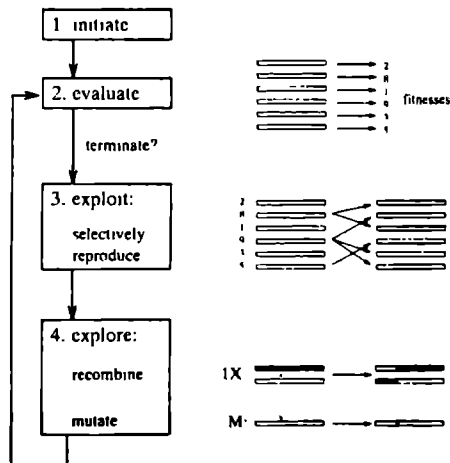 1. initiate
2. evaluate
fitnesses
terminate?
3. exploit:
selectively
reproduce
4. explore:
recombine
1X
mutate
M